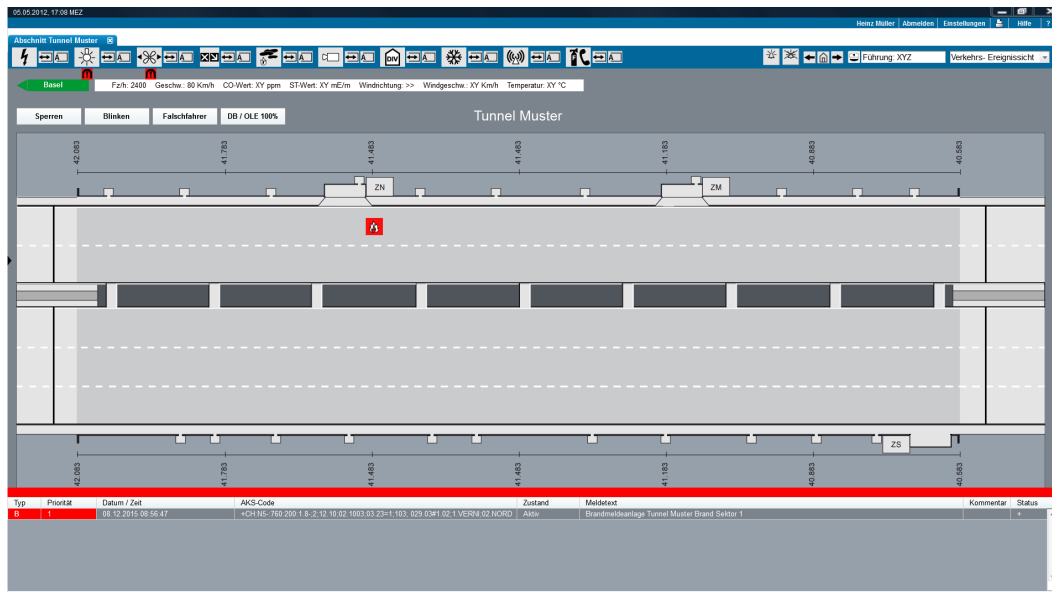 05.05.2012, 17:08 MEZ
Heinz Müller Abmelden Einstellungen Hilfe ?
Abschnitt Tunnel Muster
A A A A A A DIV A A A A
Führung: XYZ Verkehrs- Ereignissicht
Basel Fz/h: 2400 Geschw.: 80 Km/h CO-Wert: XY ppm ST-Wert: XY mE/m Windrichtung: >> Windgeschw.: XY Km/h Temperatur: XY °C
Sperren Blinken Falschfahrer DB / OLE 100% Tunnel Muster
42.083 41.783 41.483 41.483 41.183 40.883 40.583
ZN ZM
ZS
42.083 41.783 41.483 41.483 41.183 40.883 40.583
Typ Priorität Datum / Zeit AKS-Code Zustand Meldetext Kommentar Status
B 1 08.12.2015 08:56:47 +CH:N5-:760:200:1.8-;2;12.10;02.1003;03.23=1;103; 029.03#1.02;1.VERNI;02.NORD Aktiv Brandmeldeanlage Tunnel Muster Brand Sektor 1 +